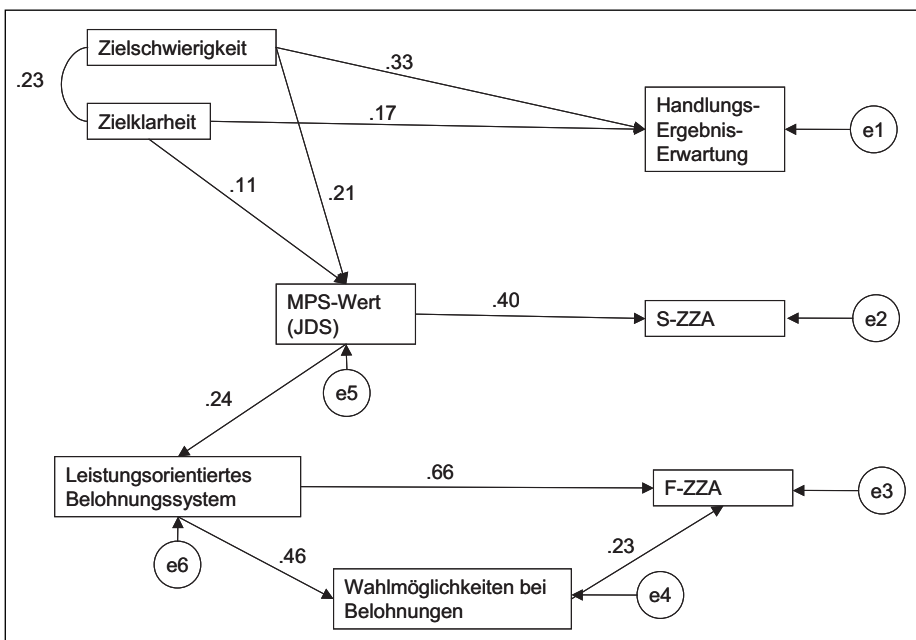 Zielschwierigkeit
.23
.33
Zielklarheit
.17
Handlungs-
Ergebnis-
Erwartung
e1
.11
.21
MPS-Wert
(JDS)
.40
S-ZZA
e2
e5
.24
Leistungsorientiertes
Belohnungssystem
.66
F-ZZA
e3
e6
.46
.23
Wahlmöglichkeiten bei
Belohnungen
e4